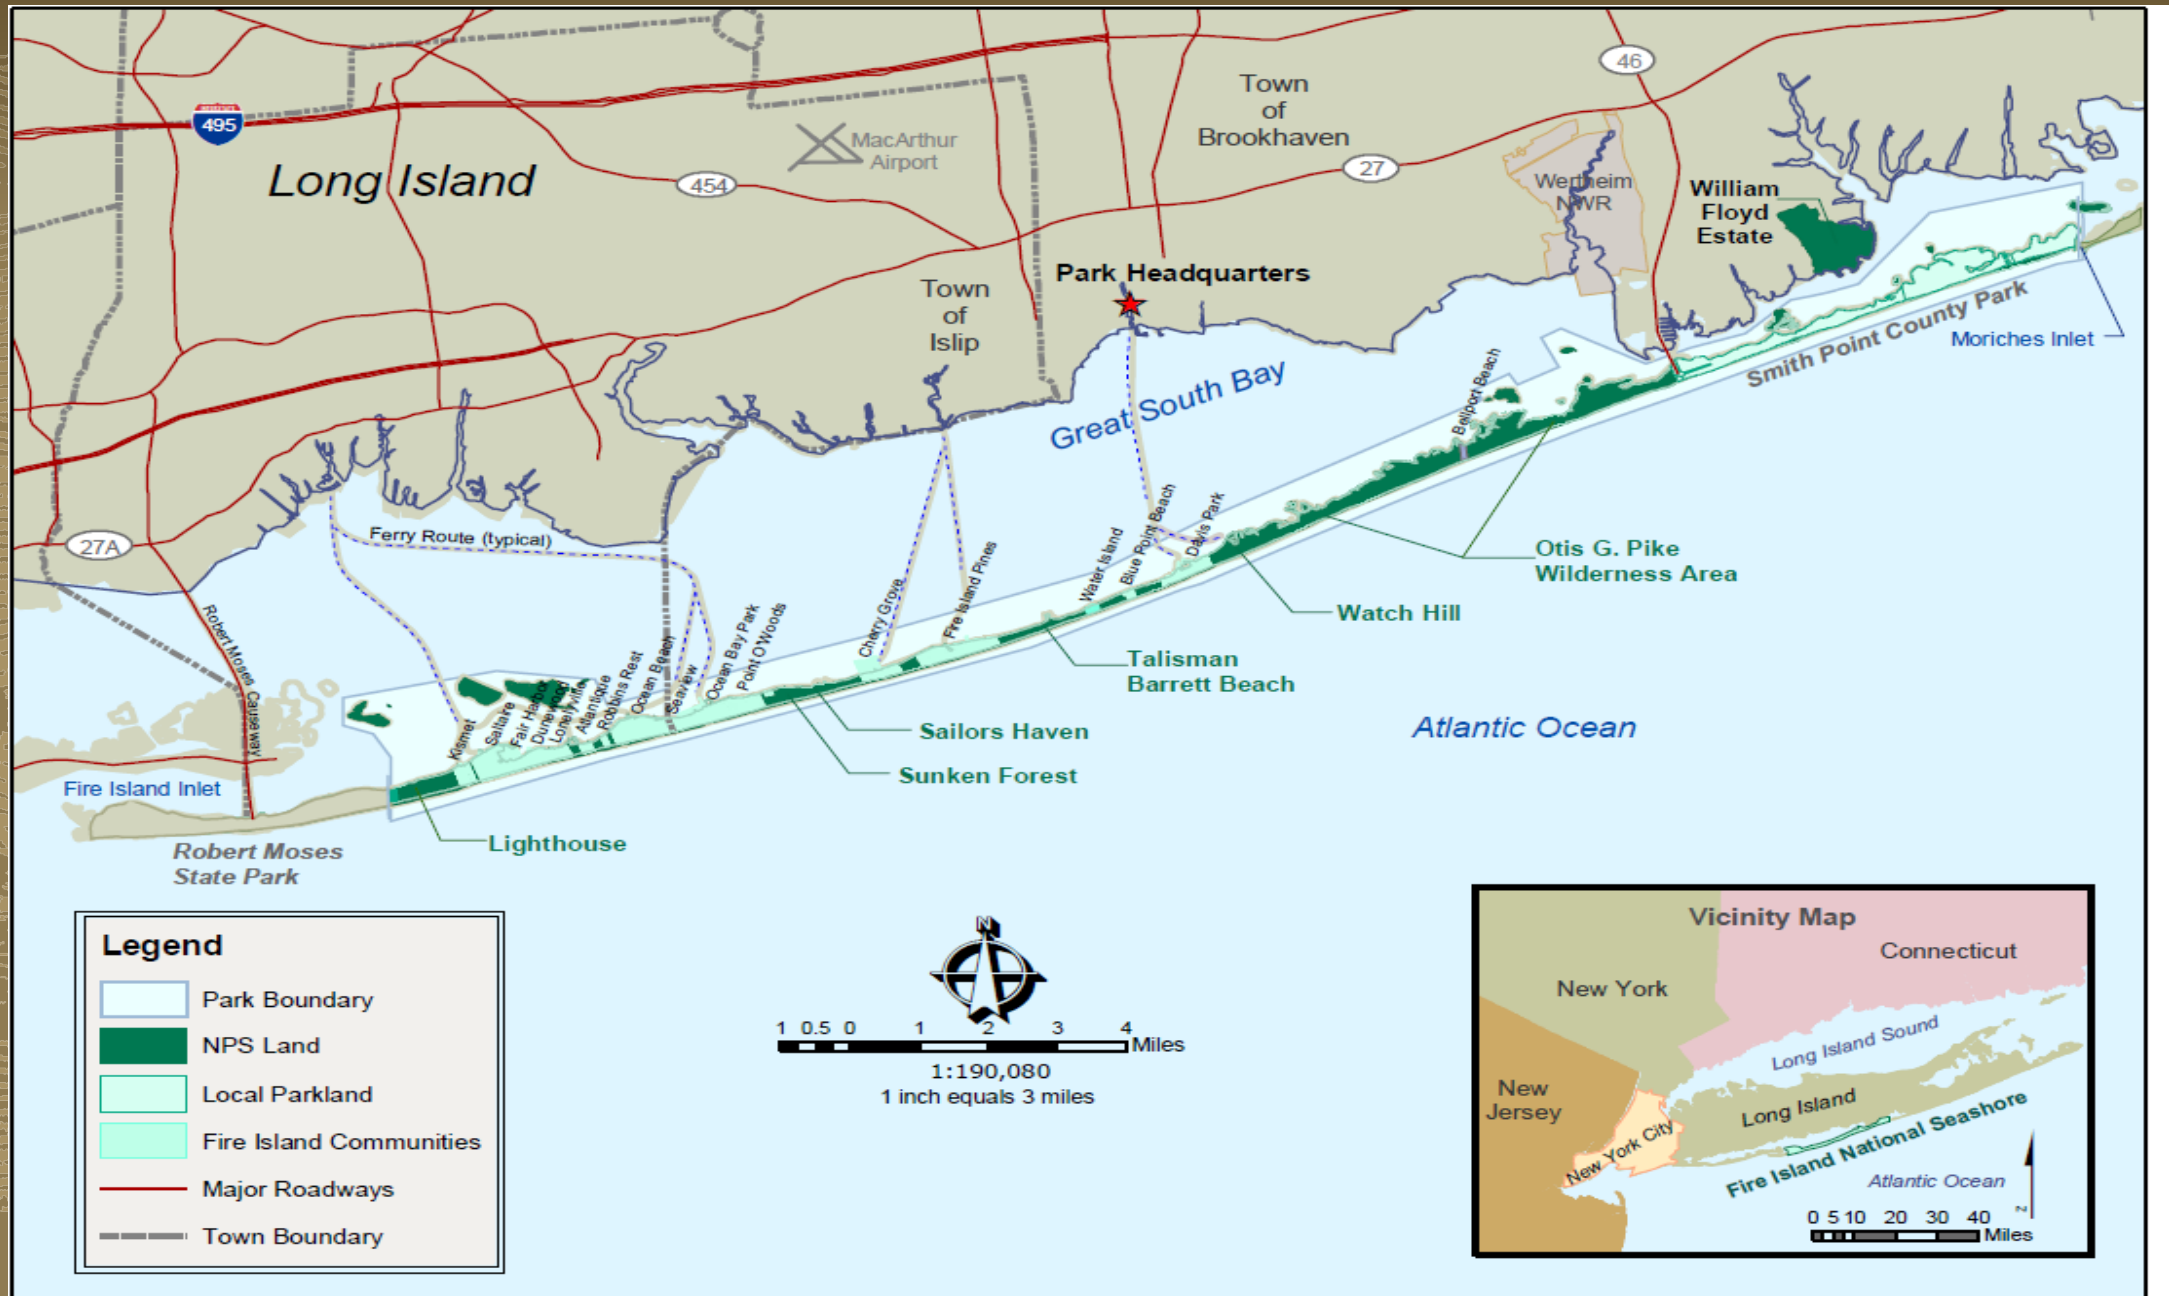 46
Town
of
Brookhaven
495
MacArthur
Airport
Long Island
454
27
Wertheim
NWR
William
Floyd
Estate
Park Headquarters
Town
of
Islip
Smith Point County Park
Moriches Inlet
Great South Bay
Bellport Beach
27A
Ferry Route (typical)
Otis G. Pike
Wilderness Area
Watch Hill
Davis Park
Blue Point Beach
Water Island
Fire Island Pines
Cherry Grove
Talisman
Barrett Beach
Robert Moses Causeway
Point O'Woods
Ocean Bay Park
Seaview
Ocean Beach
Robbins Rest
Atlantique
Lonelyville
Dunewood
Fair Harbor
Saltaire
Kismet
Atlantic Ocean
Sailors Haven
Sunken Forest
Fire Island Inlet
Lighthouse
Robert Moses
State Park
Legend
Park Boundary
NPS Land
Local Parkland
Fire Island Communities
Major Roadways
Town Boundary
N
1 0.5 0 1 2 3 4
Miles
1:190,080
1 inch equals 3 miles
Vicinity Map
Connecticut
New York
Long Island Sound
New
Jersey
Long Island
New York City
Fire Island National Seashore
Atlantic Ocean
N
0 5 10 20 30 40
Miles